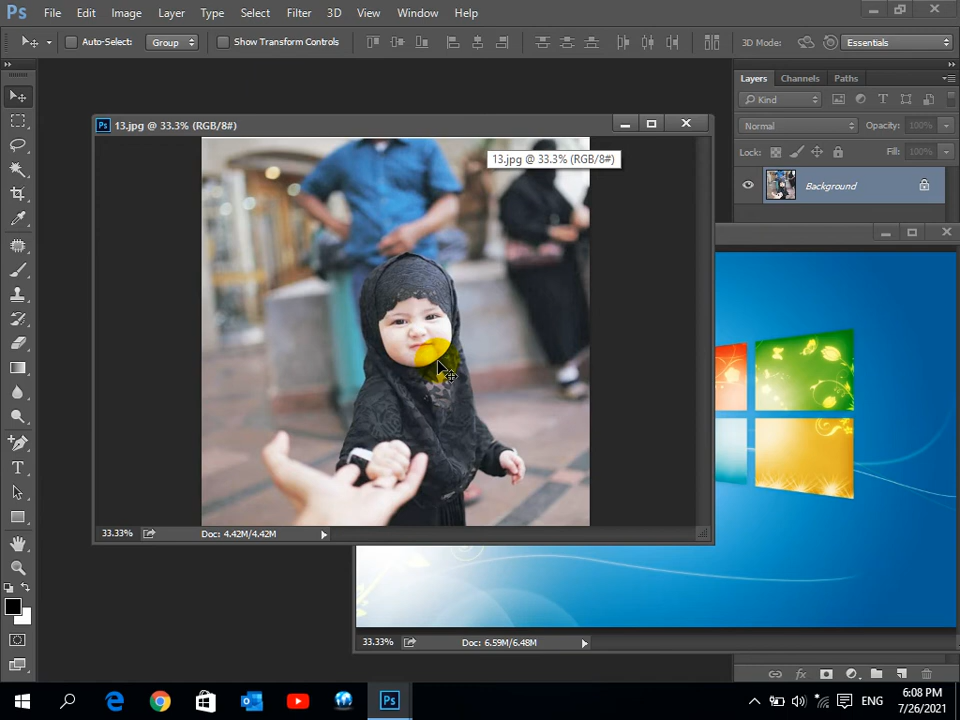 Ps File Edit Image Layer Type Select Filter 3D View Window Help
Auto-Select: Group Show Transform Controls 3D Mode: Essentials
Layers Channels Paths
Kind
Normal Opacity: 100%
Lock: Fill: 100%
Background
Ps 13.jpg @ 33.3% (RGB/8#)
13.jpg @ 33.3% (RGB/8#)
33.33% Doc: 4.42M/4.42M
33.33% Doc: 6.59M/6.48M
fx
Ps ENG 6:08 PM
7/26/2021